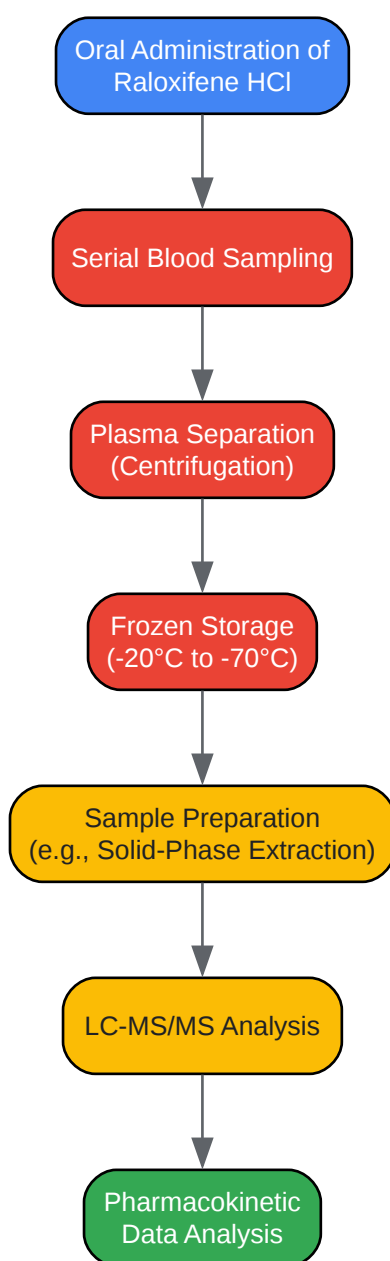 Oral Administration of
Raloxifene HCl
Serial Blood Sampling
Plasma Separation
(Centrifugation)
Frozen Storage
(-20°C to -70°C)
Sample Preparation
(e.g., Solid-Phase Extraction)
LC-MS/MS Analysis
Pharmacokinetic
Data Analysis